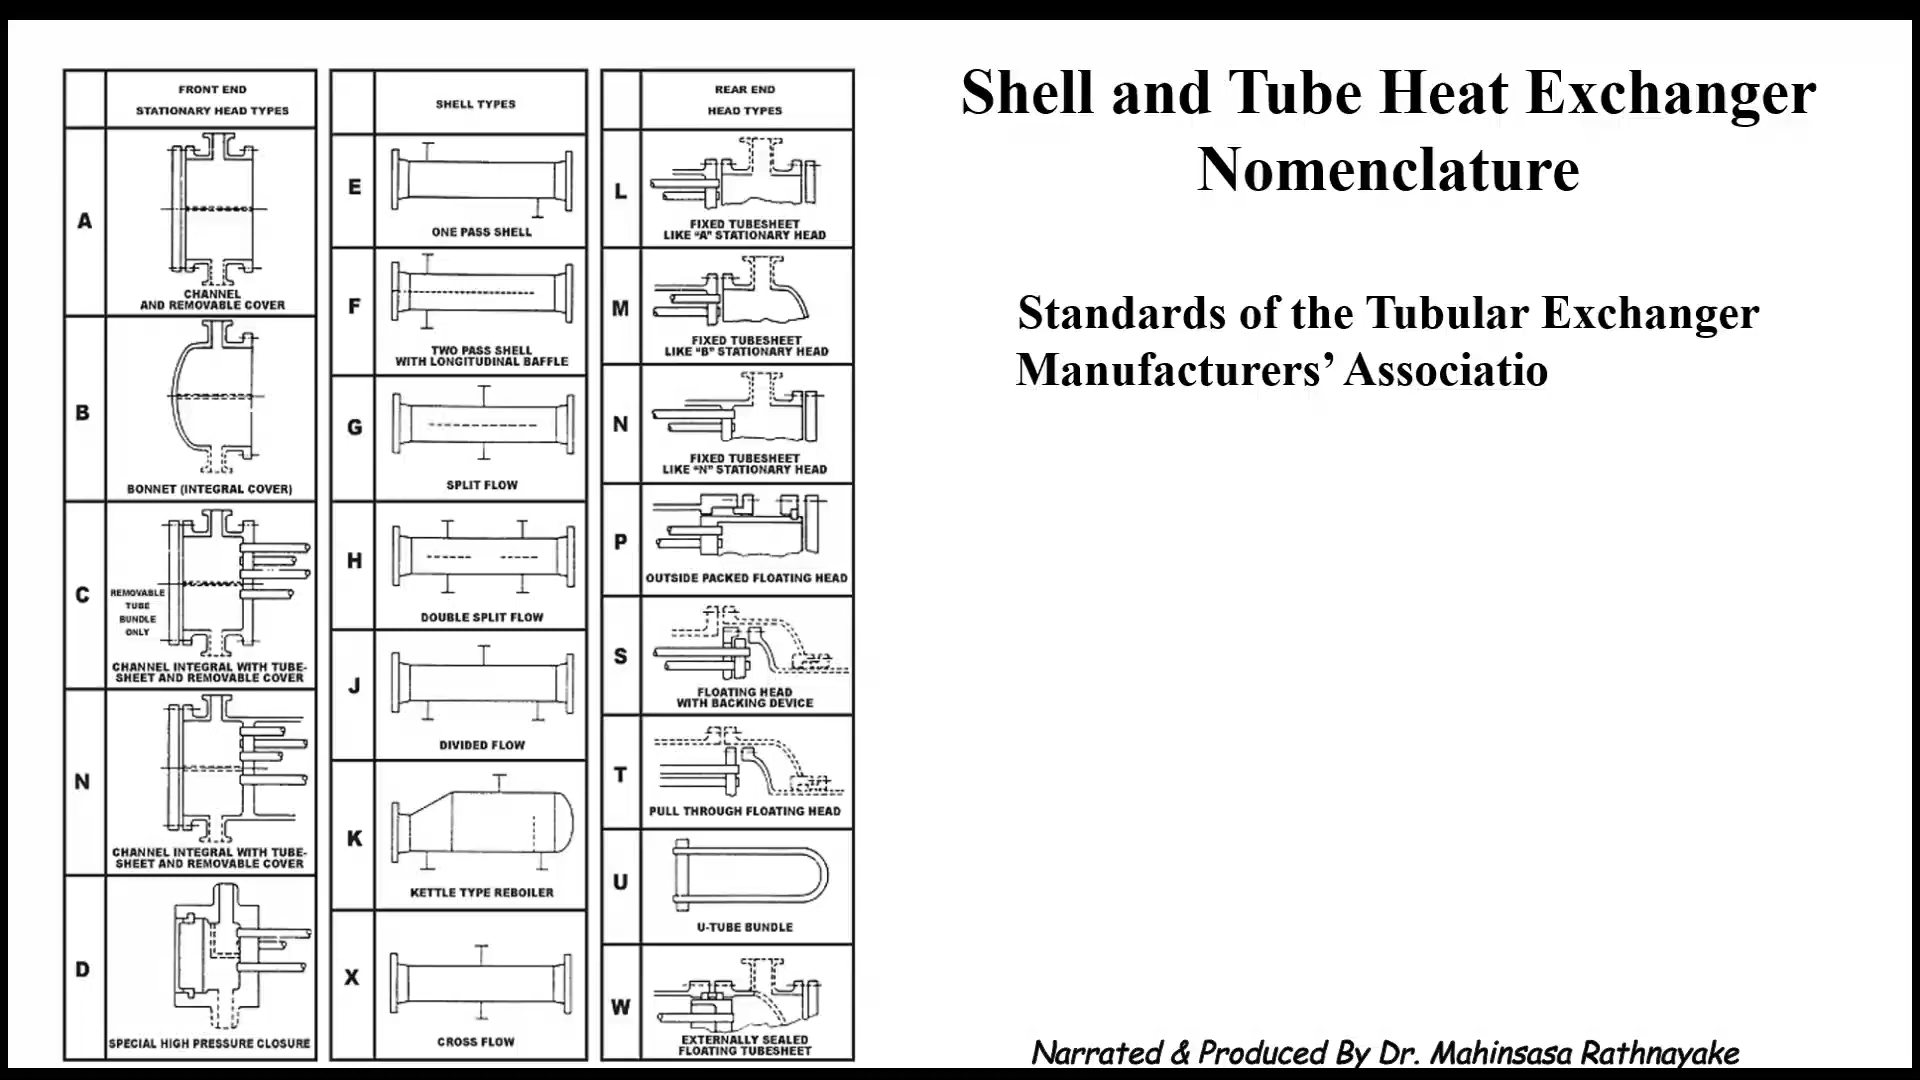 FRONT END
STATIONARY HEAD TYPES
A
CHANNEL
AND REMOVABLE COVER
B
BONNET (INTEGRAL COVER)
C
REMOVABLE
TUBE
BUNDLE
ONLY
CHANNEL INTEGRAL WITH TUBE-
SHEET AND REMOVABLE COVER
N
CHANNEL INTEGRAL WITH TUBE-
SHEET AND REMOVABLE COVER
D
SPECIAL HIGH PRESSURE CLOSURE
SHELL TYPES
E
ONE PASS SHELL
F
TWO PASS SHELL
WITH LONGITUDINAL BAFFLE
G
SPLIT FLOW
H
DOUBLE SPLIT FLOW
J
DIVIDED FLOW
K
KETTLE TYPE REBOILER
X
CROSS FLOW
REAR END
HEAD TYPES
L
FIXED TUBESHEET
LIKE "A" STATIONARY HEAD
M
FIXED TUBESHEET
LIKE "B" STATIONARY HEAD
N
FIXED TUBESHEET
LIKE "N" STATIONARY HEAD
P
OUTSIDE PACKED FLOATING HEAD
S
FLOATING HEAD
WITH BACKING DEVICE
T
PULL THROUGH FLOATING HEAD
U
U-TUBE BUNDLE
W
EXTERNALLY SEALED
FLOATING TUBESHEET
Shell and Tube Heat Exchanger
Nomenclature
Standards of the Tubular Exchanger
Manufacturers’ Associatio
Narrated & Produced By Dr. Mahinsasa Rathnayake